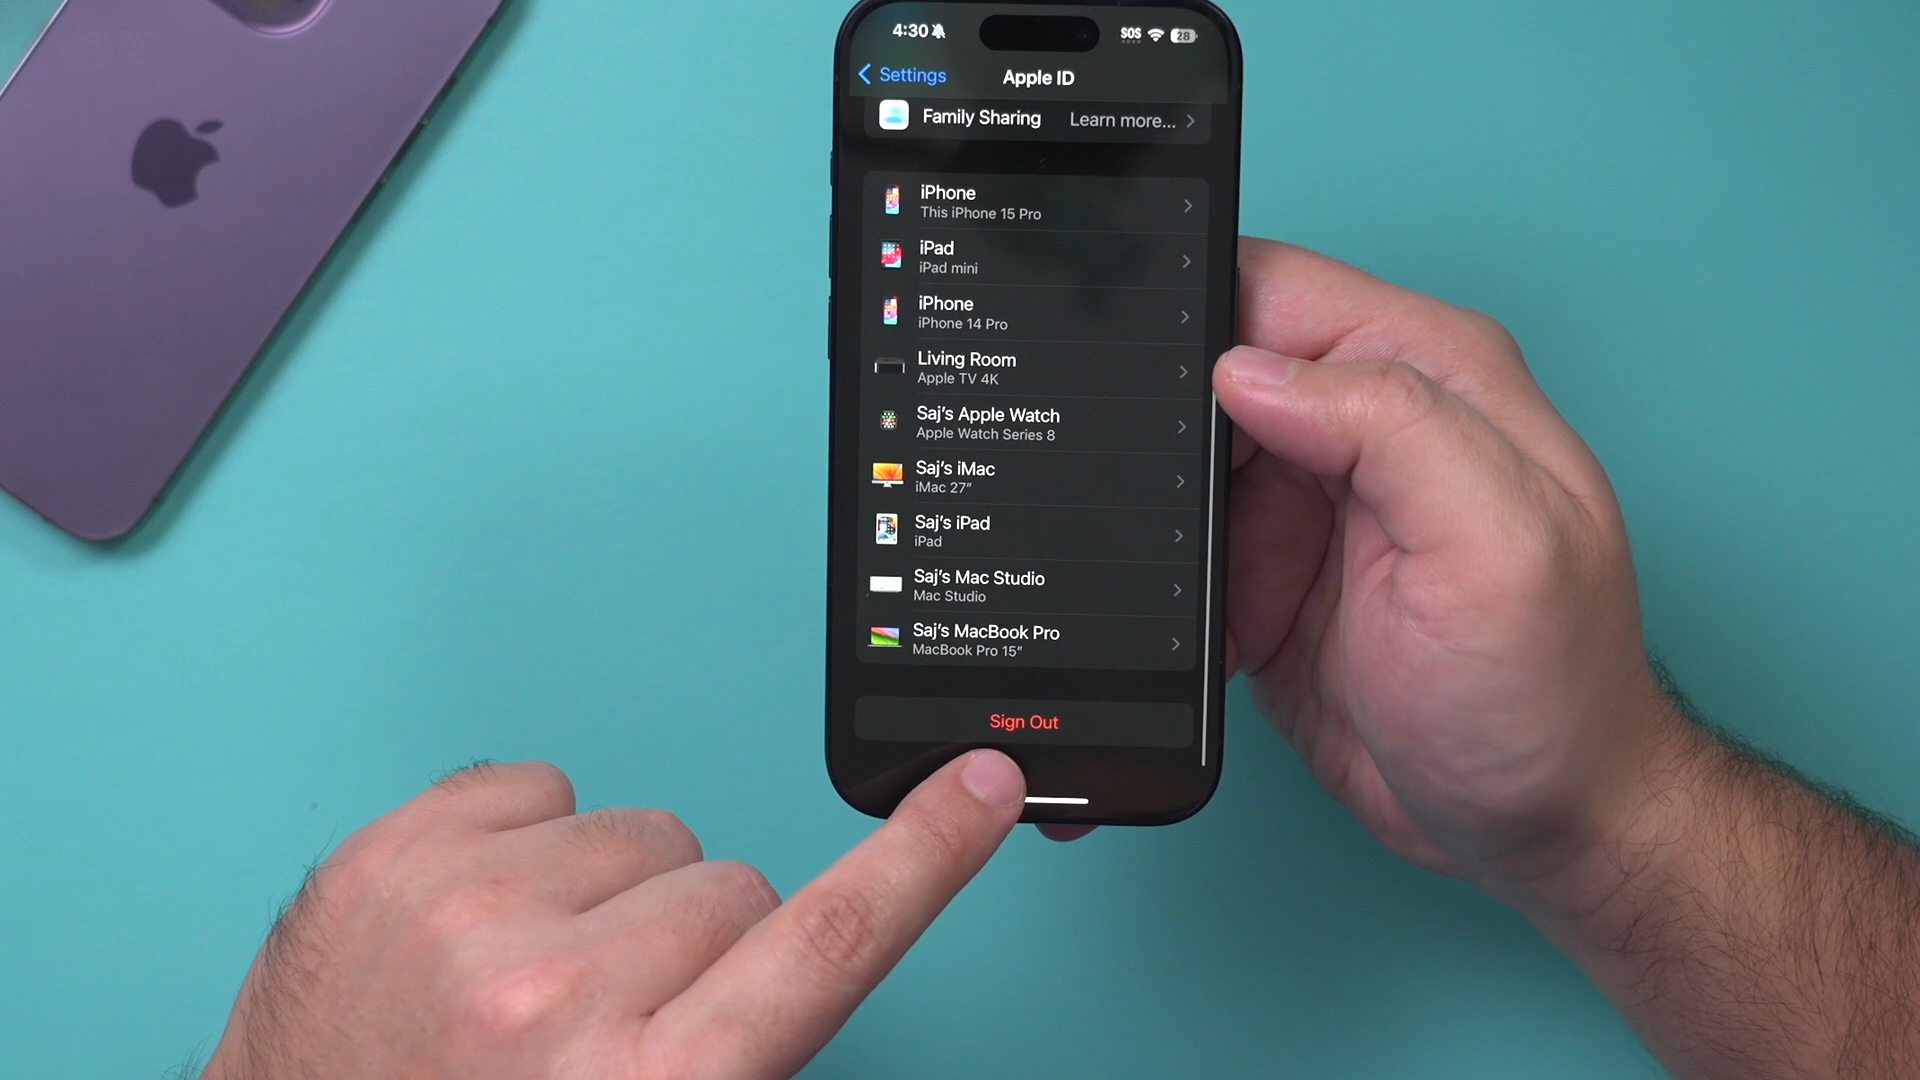 4:30 SOS 28
Settings Apple ID
Family Sharing Learn more...
iPhone
This iPhone 15 Pro
iPad
iPad mini
iPhone
iPhone 14 Pro
Living Room
Apple TV 4K
Saj's Apple Watch
Apple Watch Series 8
Saj's iMac
iMac 27"
Saj's iPad
iPad
Saj's Mac Studio
Mac Studio
Saj's MacBook Pro
MacBook Pro 15"
Sign Out